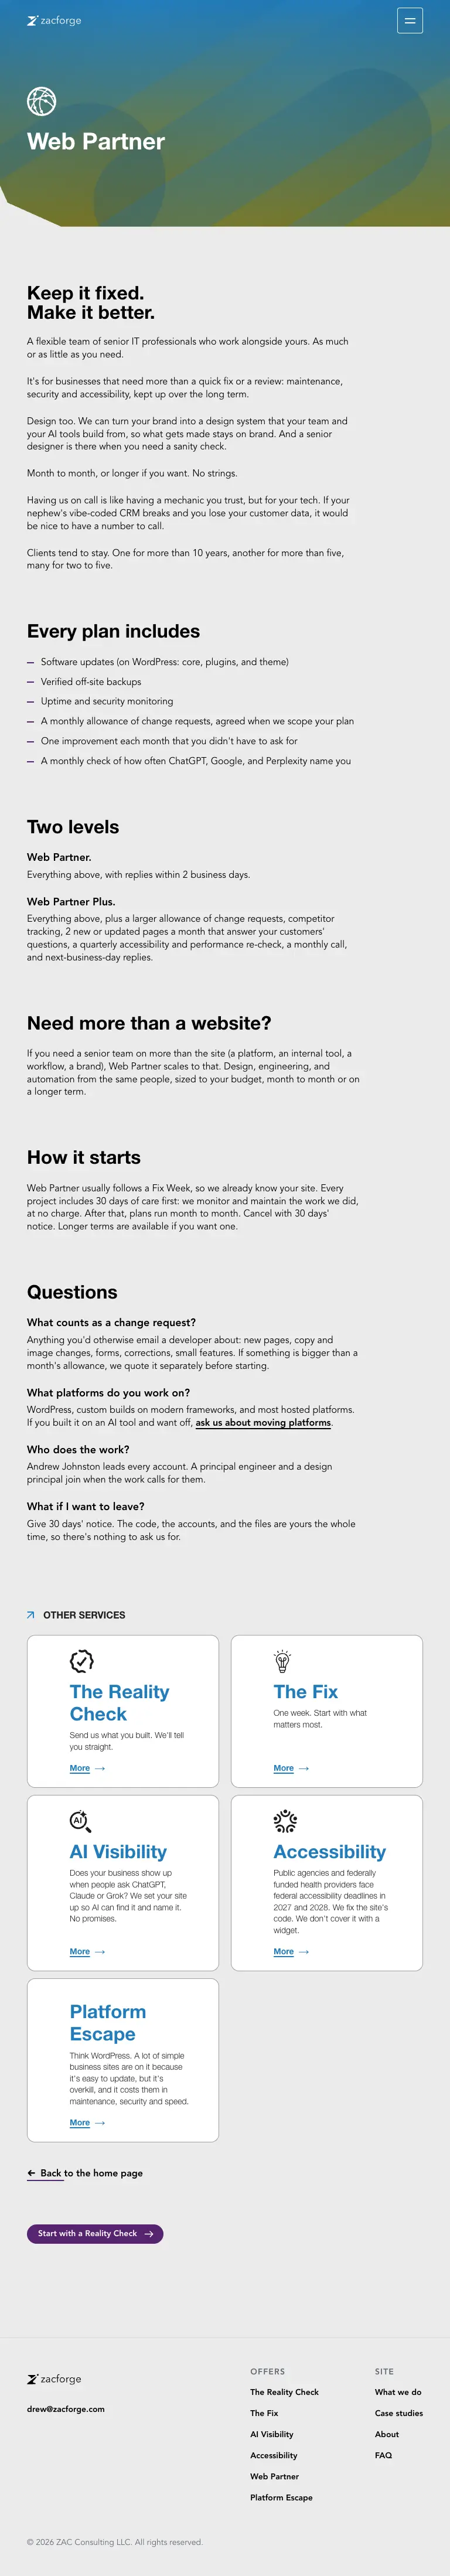 zacforge
Web Partner
Keep it fixed.
Make it better.
A flexible team of senior IT professionals who work alongside yours. As much
or as little as you need.
It's for businesses that need more than a quick fix or a review: maintenance,
security and accessibility, kept up over the long term.
Design too. We can turn your brand into a design system that your team and
your AI tools build from, so what gets made stays on brand. And a senior
designer is there when you need a sanity check.
Month to month, or longer if you want. No strings.
Having us on call is like having a mechanic you trust, but for your tech. If your
nephew's vibe-coded CRM breaks and you lose your customer data, it would
be nice to have a number to call.
Clients tend to stay. One for more than 10 years, another for more than five,
many for two to five.
Every plan includes
— Software updates (on WordPress: core, plugins, and theme)
— Verified off-site backups
— Uptime and security monitoring
— A monthly allowance of change requests, agreed when we scope your plan
— One improvement each month that you didn't have to ask for
— A monthly check of how often ChatGPT, Google, and Perplexity name you
Two levels
Web Partner.
Everything above, with replies within 2 business days.
Web Partner Plus.
Everything above, plus a larger allowance of change requests, competitor
tracking, 2 new or updated pages a month that answer your customers'
questions, a quarterly accessibility and performance re-check, a monthly call,
and next-business-day replies.
Need more than a website?
If you need a senior team on more than the site (a platform, an internal tool, a
workflow, a brand), Web Partner scales to that. Design, engineering, and
automation from the same people, sized to your budget, month to month or on
a longer term.
How it starts
Web Partner usually follows a Fix Week, so we already know your site. Every
project includes 30 days of care first: we monitor and maintain the work we did,
at no charge. After that, plans run month to month. Cancel with 30 days'
notice. Longer terms are available if you want one.
Questions
What counts as a change request?
Anything you'd otherwise email a developer about: new pages, copy and
image changes, forms, corrections, small features. If something is bigger than a
month's allowance, we quote it separately before starting.
What platforms do you work on?
WordPress, custom builds on modern frameworks, and most hosted platforms.
If you built it on an AI tool and want off, ask us about moving platforms.
Who does the work?
Andrew Johnston leads every account. A principal engineer and a design
principal join when the work calls for them.
What if I want to leave?
Give 30 days' notice. The code, the accounts, and the files are yours the whole
time, so there's nothing to ask us for.
OTHER SERVICES
The Reality
Check
Send us what you built. We'll tell
you straight.
More →
The Fix
One week. Start with what
matters most.
More →
AI
AI Visibility
Does your business show up
when people ask ChatGPT,
Claude or Grok? We set your site
up so AI can find it and name it.
No promises.
More →
Accessibility
Public agencies and federally
funded health providers face
federal accessibility deadlines in
2027 and 2028. We fix the site's
code. We don't cover it with a
widget.
More →
Platform
Escape
Think WordPress. A lot of simple
business sites are on it because
it's easy to update, but it's
overkill, and it costs them in
maintenance, security and speed.
More →
← Back to the home page
Start with a Reality Check →
zacforge
drew@zacforge.com
OFFERS
The Reality Check
The Fix
AI Visibility
Accessibility
Web Partner
Platform Escape
SITE
What we do
Case studies
About
FAQ
© 2026 ZAC Consulting LLC. All rights reserved.